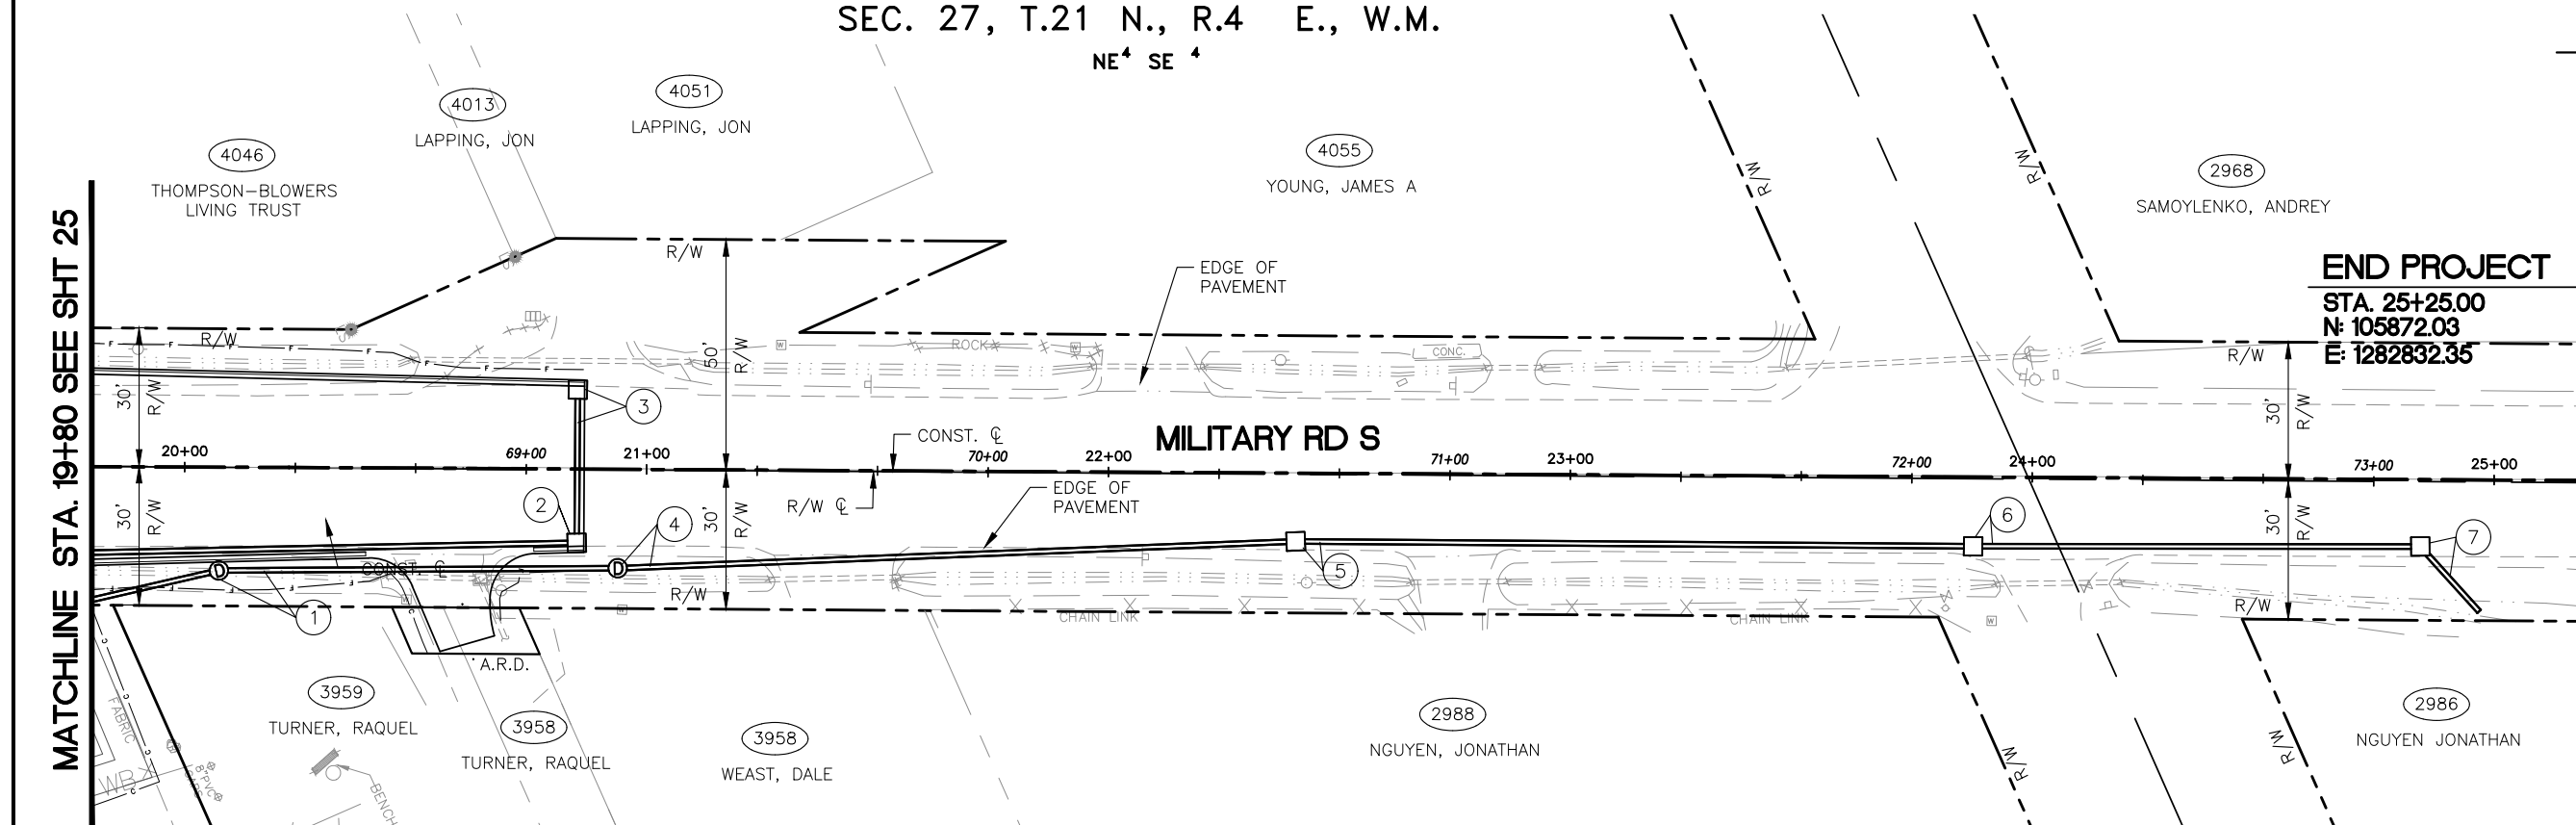 SEC. 27, T.21 N., R.4 E., W.M.
NE 4 SE 4
4013
LAPPING, JON
4051
LAPPING, JON
4046
THOMPSON-BLOWERS
LIVING TRUST
4055
YOUNG, JAMES A
2968
SAMOYLENKO, ANDREY
R/W
R/W
END PROJECT
STA. 25+25.00
N: 105872.03
E: 1282832.35
MATCHLINE STA. 19+80 SEE SHT 25
R/W
R/W
EDGE OF
PAVEMENT
R/W
F F F F F F F
W
ROCK
W
CONC.
30'
R/W
50'
R/W
30'
R/W
3
CONST. ℄
MILITARY RD S
20+00
69+00
21+00
70+00
22+00
71+00
23+00
72+00
24+00
73+00
25+00
30'
R/W
2
4
30'
R/W
R/W ℄
EDGE OF
PAVEMENT
6
30'
R/W
7
D
CONST. ℄
D
5
1
R/W
W
CHAIN LINK
CHAIN LINK
W
R/W
A.R.D.
3959
TURNER, RAQUEL
3958
TURNER, RAQUEL
3958
WEAST, DALE
2988
NGUYEN, JONATHAN
2986
NGUYEN JONATHAN
R/W
R/W
FABRIC
WB
8"PVC
BENCH